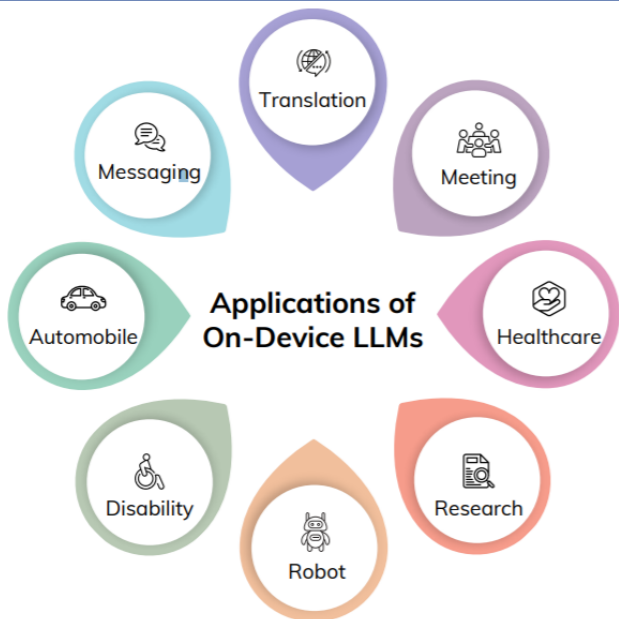 Translation
Messaging
Meeting
Applications of
On-Device LLMs
Automobile
Healthcare
Disability
Research
Robot